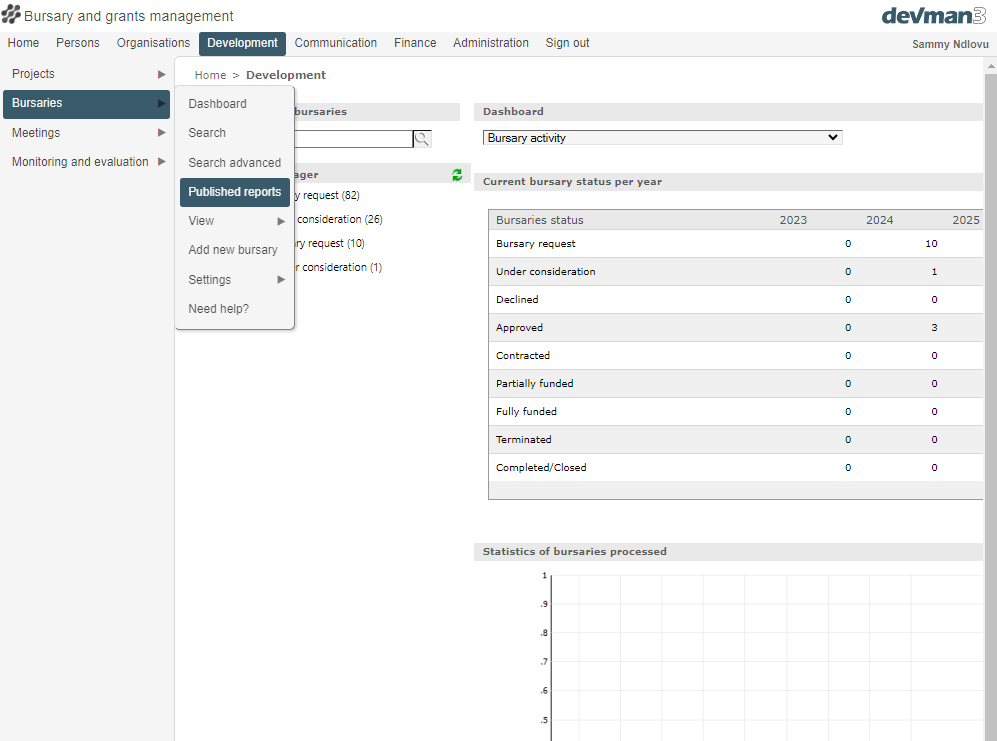 Bursary and grants management
devman3
Home Persons Organisations Development Communication Finance Administration Sign out
Sammy Ndlovu
Projects
Bursaries
Meetings
Monitoring and evaluation
Home > Development
Dashboard
Search
Search advanced
Published reports
View
Add new bursary
Settings
Need help?
bursaries
request (82)
consideration (26)
request (10)
consideration (1)
Dashboard
Bursary activity
Current bursary status per year
Bursaries status 2023 2024 2025
Bursary request 0 10
Under consideration 0 1
Declined 0 0
Approved 0 3
Contracted 0 0
Partially funded 0 0
Fully funded 0 0
Terminated 0 0
Completed/Closed 0 0
Statistics of bursaries processed
1
.9
.8
.7
.6
.5